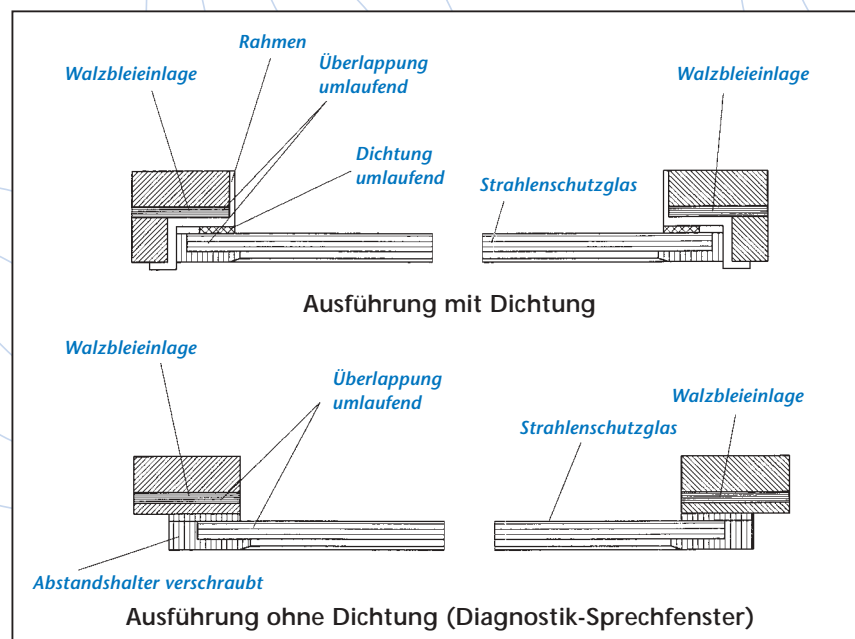 Rahmen
Walzbleieinlage
Überlappung
umlaufend
Walzbleieinlage
Dichtung
umlaufend
Strahlenschutzglas
Ausführung mit Dichtung
Walzbleieinlage
Überlappung
umlaufend
Walzbleieinlage
Strahlenschutzglas
Abstandshalter verschraubt
Ausführung ohne Dichtung (Diagnostik-Sprechfenster)